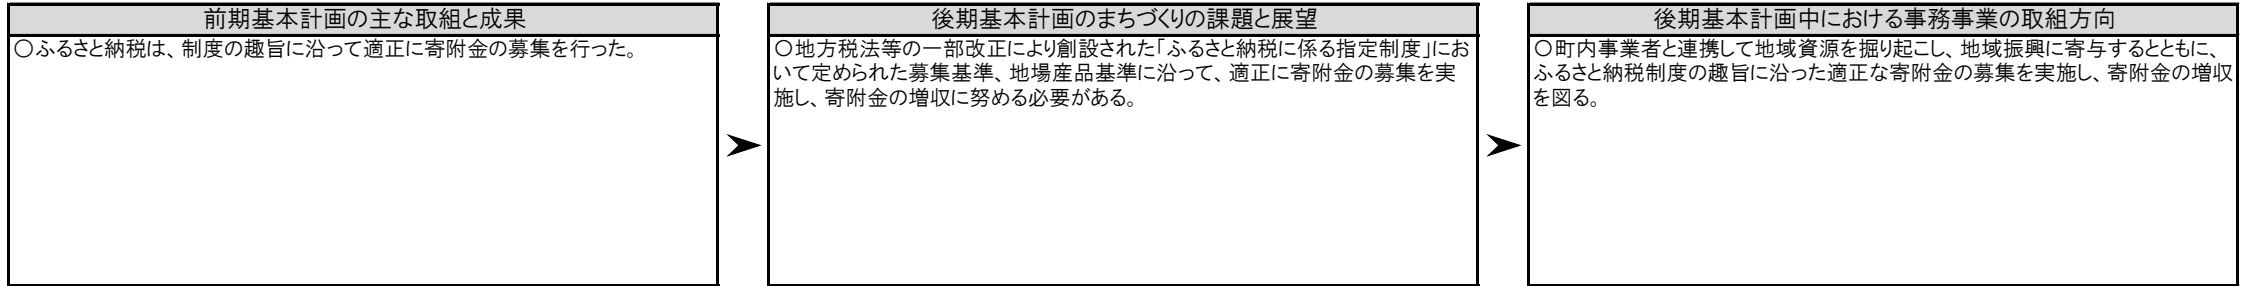 前期基本計画の主な取組と成果
〇ふるさと納税は、制度の趣旨に沿って適正に寄附金の募集を行った。
後期基本計画のまちづくりの課題と展望
〇地方税法等の一部改正により創設された「ふるさと納税に係る指定制度」にお
いて定められた募集基準、地場産品基準に沿って、適正に寄附金の募集を実
施し、寄附金の増収に努める必要がある。
後期基本計画中における事務事業の取組方向
〇町内事業者と連携して地域資源を掘り起こし、地域振興に寄与するとともに、
ふるさと納税制度の趣旨に沿った適正な寄附金の募集を実施し、寄附金の増収
を図る。